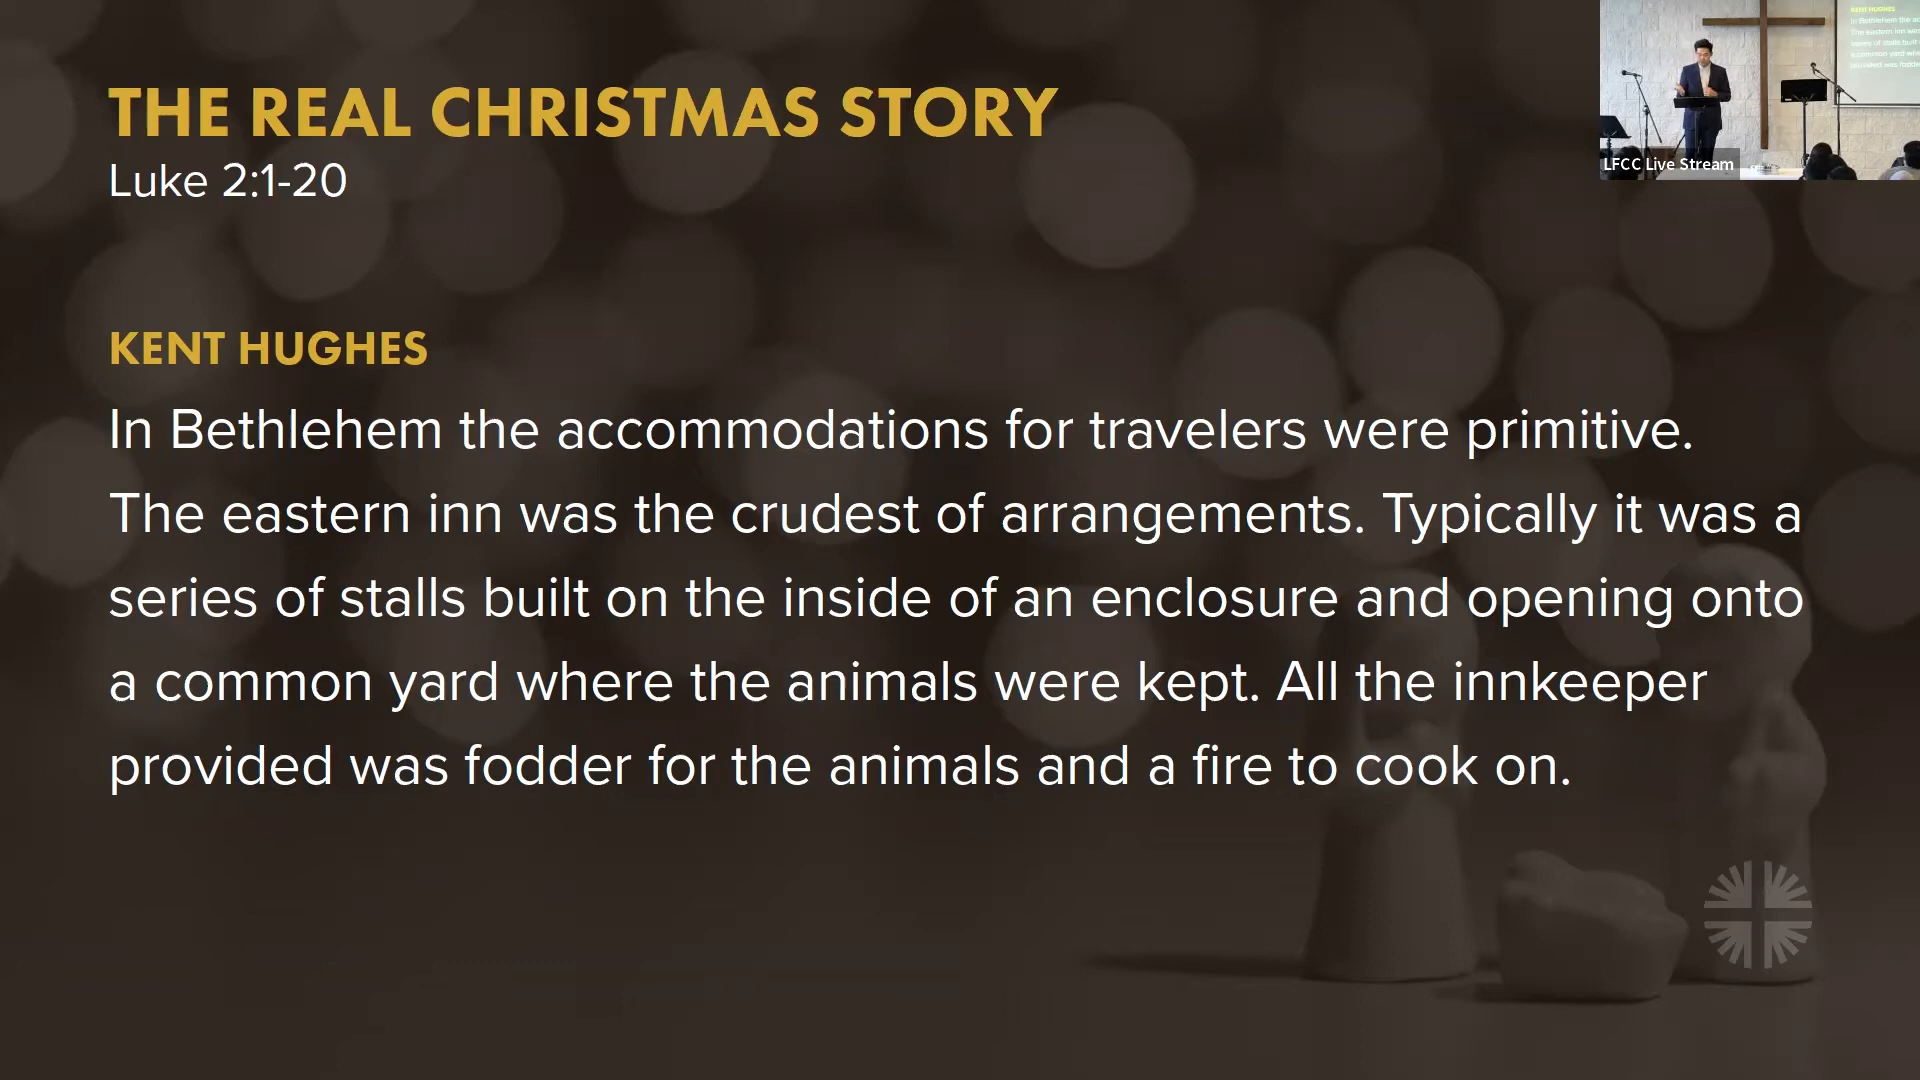 THE REAL CHRISTMAS STORY
Luke 2:1-20
KENT HUGHES
In Bethlehem the accommodations for travelers were primitive.
The eastern inn was the crudest of arrangements. Typically it was a
series of stalls built on the inside of an enclosure and opening onto
a common yard where the animals were kept. All the innkeeper
provided was fodder for the animals and a fire to cook on.
LFCC Live Stream
KENT HUGHES